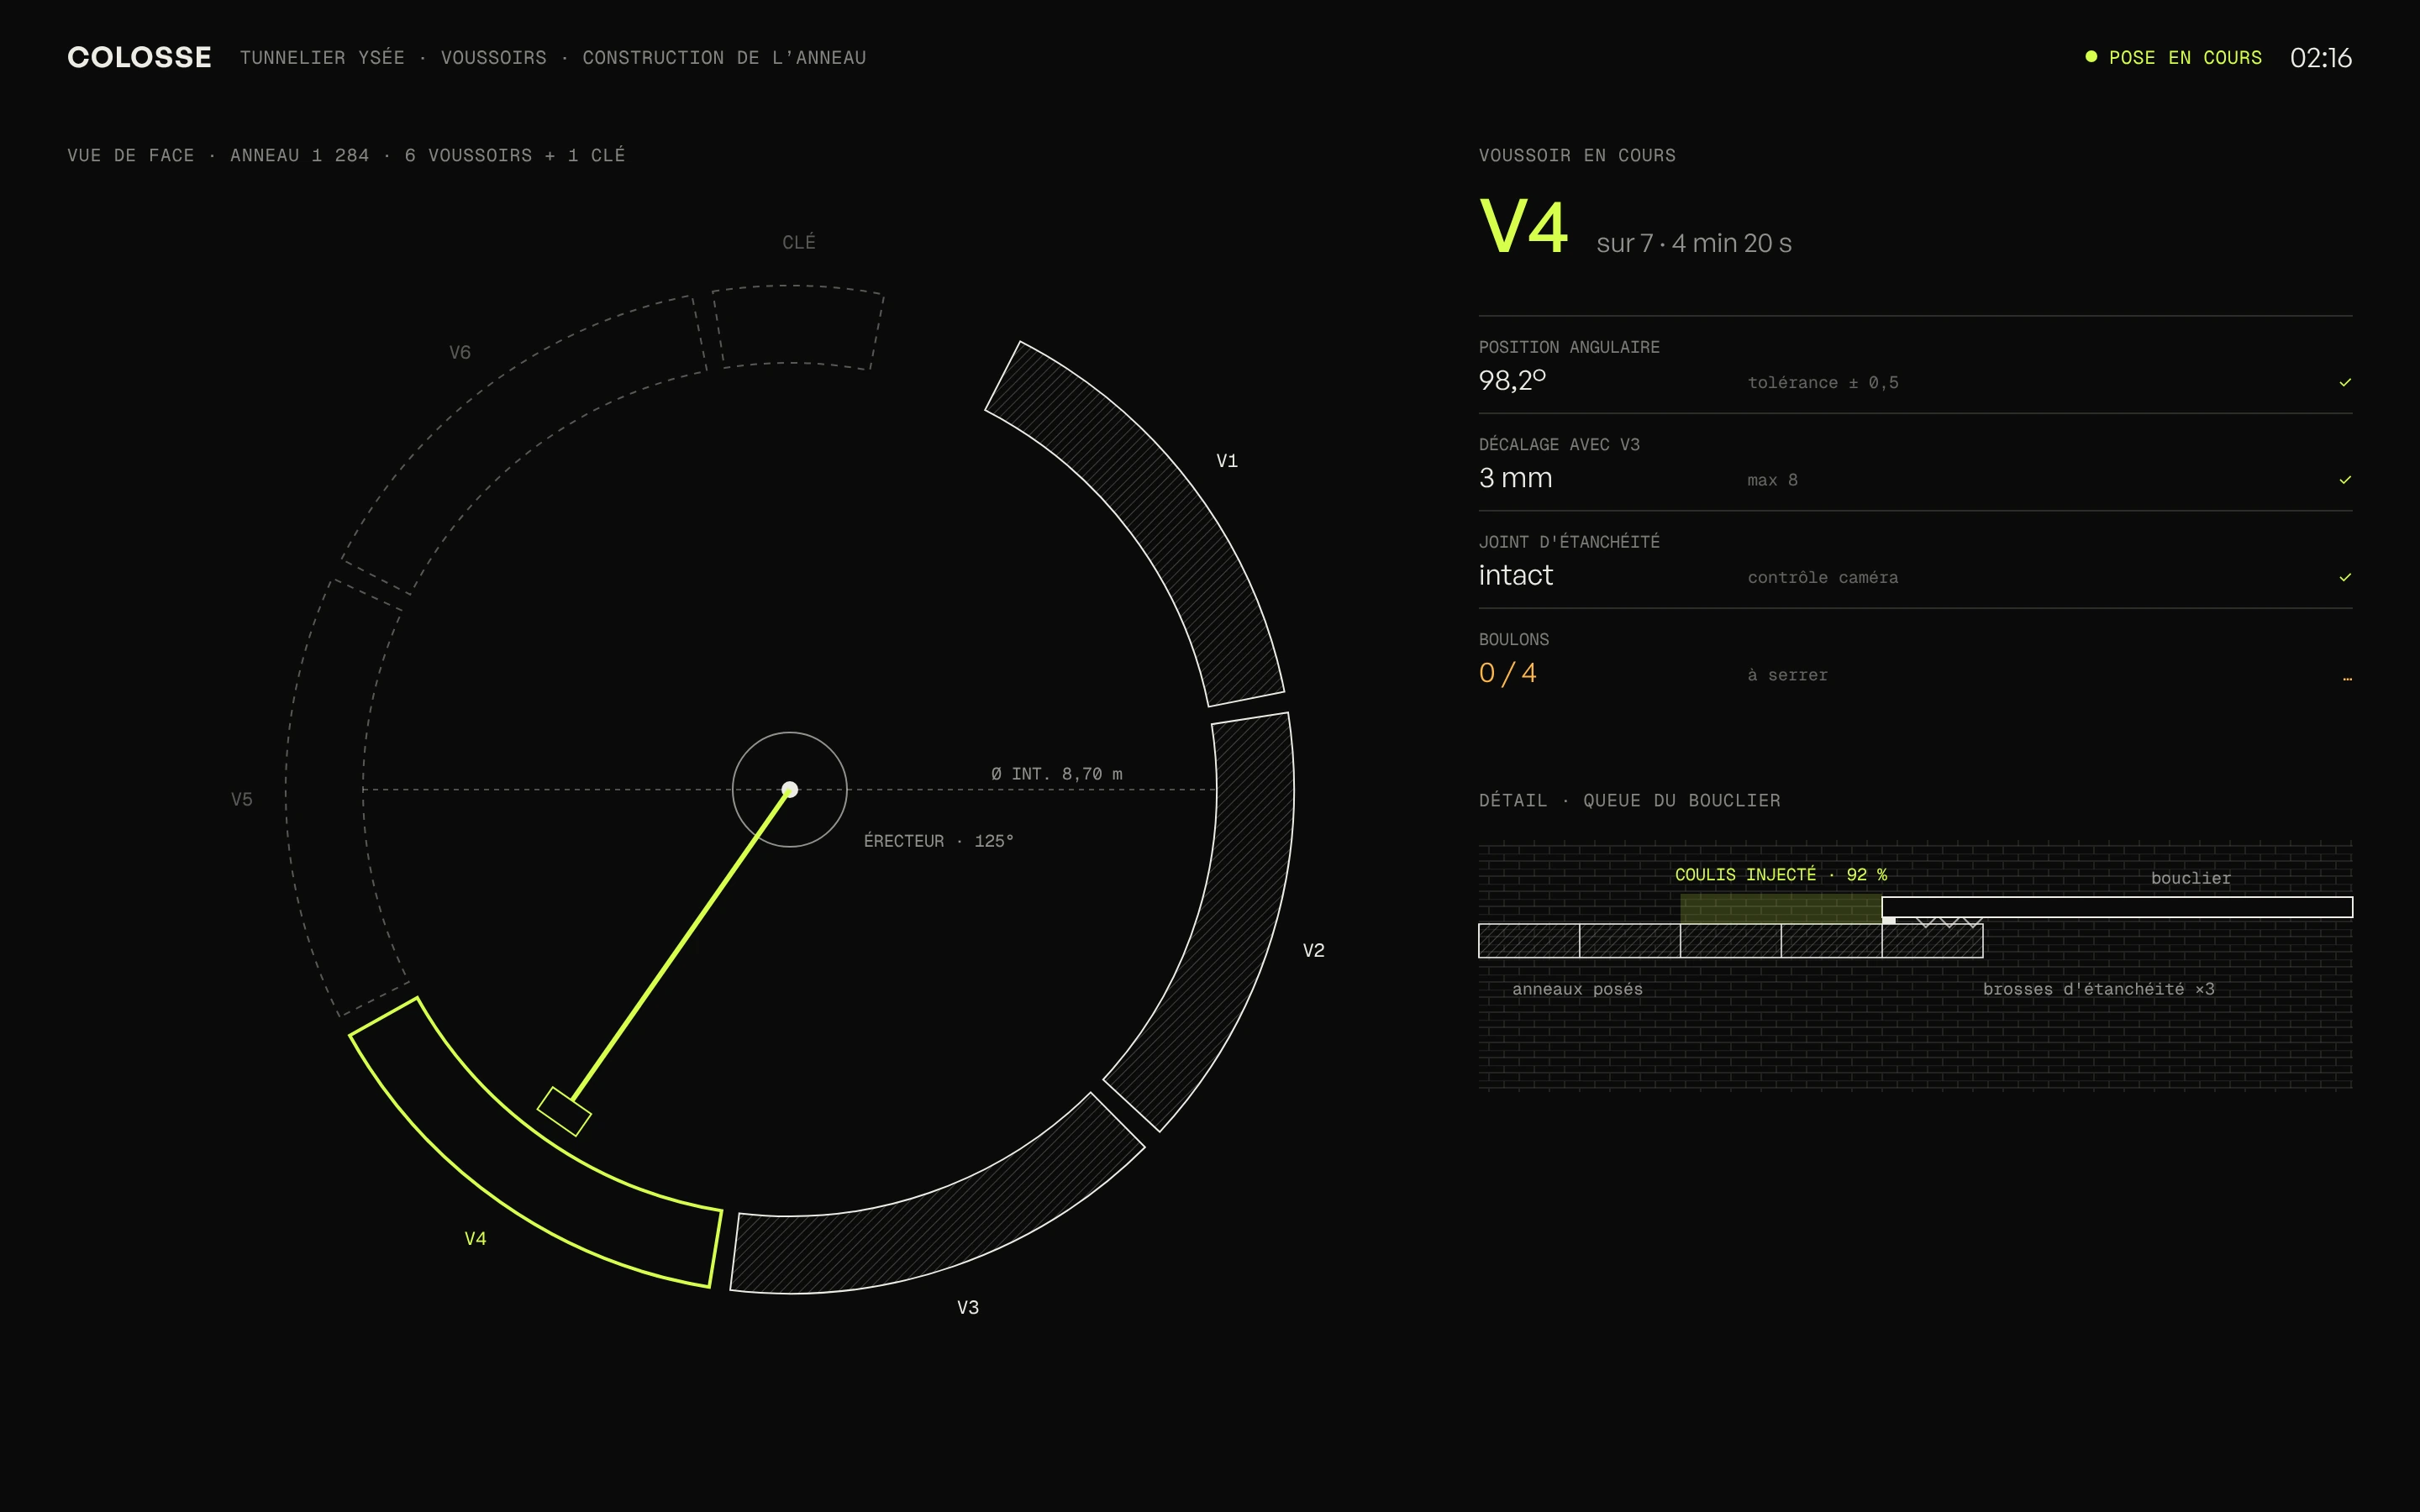 COLOSSE TUNNELIER YSÉE · VOUSSOIRS · CONSTRUCTION DE L’ANNEAU
POSE EN COURS 02:16
VUE DE FACE · ANNEAU 1 284 · 6 VOUSSOIRS + 1 CLÉ
CLÉ
V6
V1
V5
Ø INT. 8,70 m
ÉRECTEUR · 125°
V2
V4
V3
VOUSSOIR EN COURS
V4 sur 7 · 4 min 20 s
POSITION ANGULAIRE
98,2° tolérance ± 0,5 ✓
DÉCALAGE AVEC V3
3 mm max 8 ✓
JOINT D'ÉTANCHÉITÉ
intact contrôle caméra ✓
BOULONS
0 / 4 à serrer …
DÉTAIL · QUEUE DU BOUCLIER
COULIS INJECTÉ · 92 %
bouclier
anneaux posés
brosses d'étanchéité ×3